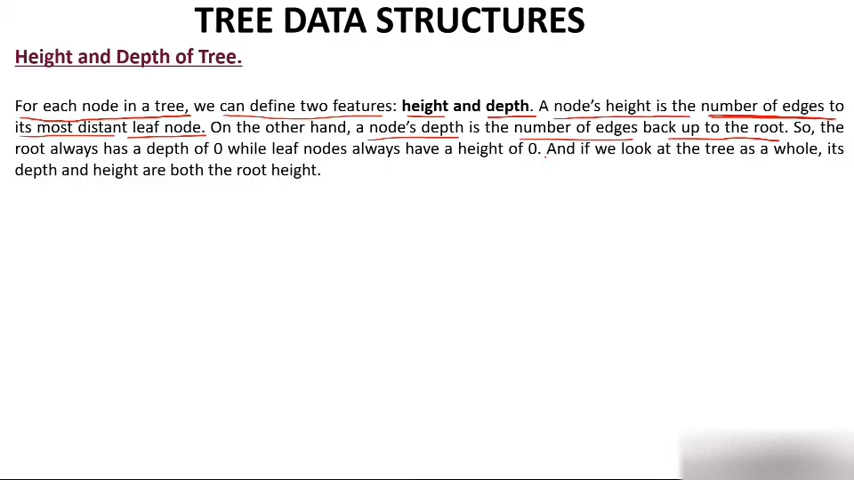 TREE DATA STRUCTURES
Height and Depth of Tree.
For each node in a tree, we can define two features: height and depth. A node's height is the number of edges to
its most distant leaf node. On the other hand, a node's depth is the number of edges back up to the root. So, the
root always has a depth of 0 while leaf nodes always have a height of 0. And if we look at the tree as a whole, its
depth and height are both the root height.